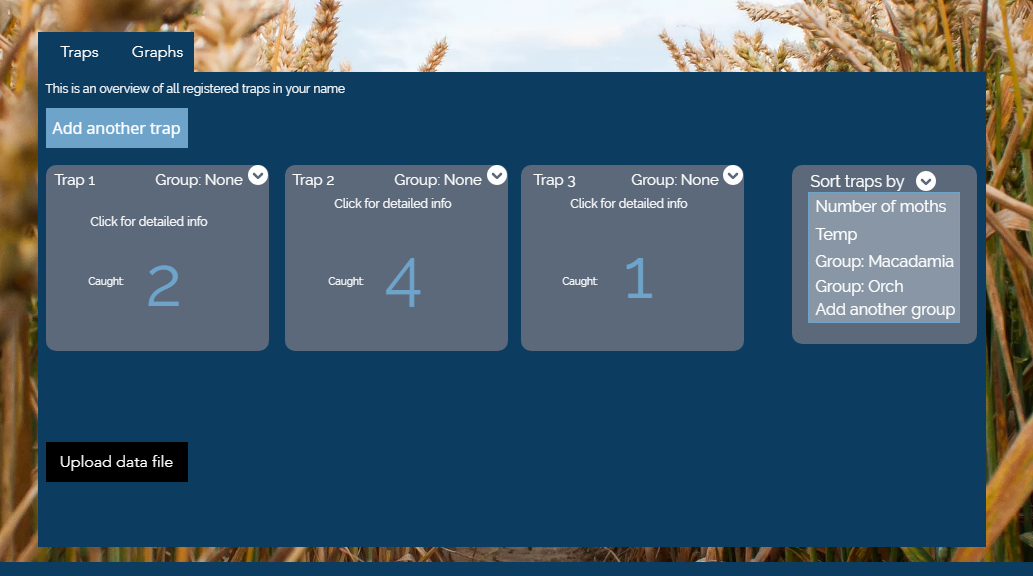 Traps Graphs
This is an overview of all registered traps in your name
Add another trap
Trap 1 Group: None
Click for detailed info
Caught: 2
Trap 2 Group: None
Click for detailed info
Caught: 4
Trap 3 Group: None
Click for detailed info
Caught: 1
Sort traps by
Number of moths
Temp
Group: Macadamia
Group: Orch
Add another group
Upload data file